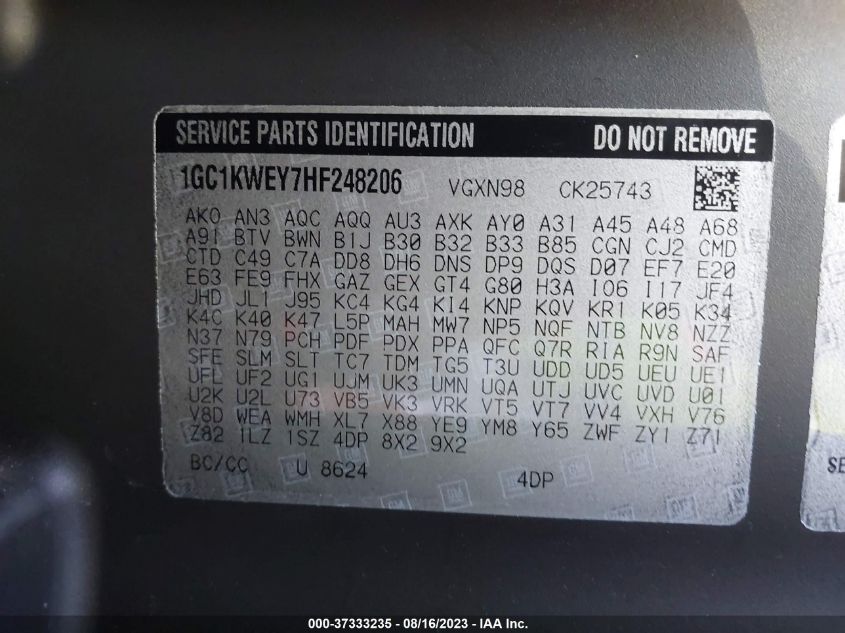 SERVICE PARTS IDENTIFICATION DO NOT REMOVE
1GC1KWEY7HF248206 VGXN98 CK25743
AKO AN3 AQC AQQ AU3 AXK AY0 A31 A45 A48 A68
A91 BTV BWN B1J B30 B32 B33 B85 CGN CJ2 CMD
CTD C49 C7A DD8 DH6 DNS DP9 DQS D07 EF7 E20
E63 FE9 FHX GAZ GEX GT4 G80 H3A I06 I17 JF4
JHD JL1 J95 KC4 KG4 KI4 KNP KQV KR1 K05 K34
K4C K40 K47 L5P MAH MW7 NP5 NQF NTB NV8 NZZ
N37 N79 PCH PDF PDX PPA QFC Q7R RIA R9N SAF
SFE SLM SLT TC7 TDM TG5 T3U UDD UD5 UEU UE1
UFL UF2 UG1 UJM UK3 UMN UQA UTJ UVC UVD U01
U2K U2L U73 VB5 VK3 VRK VT5 VT7 VV4 VXH V76
V8D WEA WMH XL7 X88 YE9 YM8 Y65 ZWF ZY1 Z71
Z82 1LZ 1SZ 4DP 8X2 9X2
BC/CC U 8624 4DP
SE
000-37333235 - 08/16/2023 - IAA Inc.